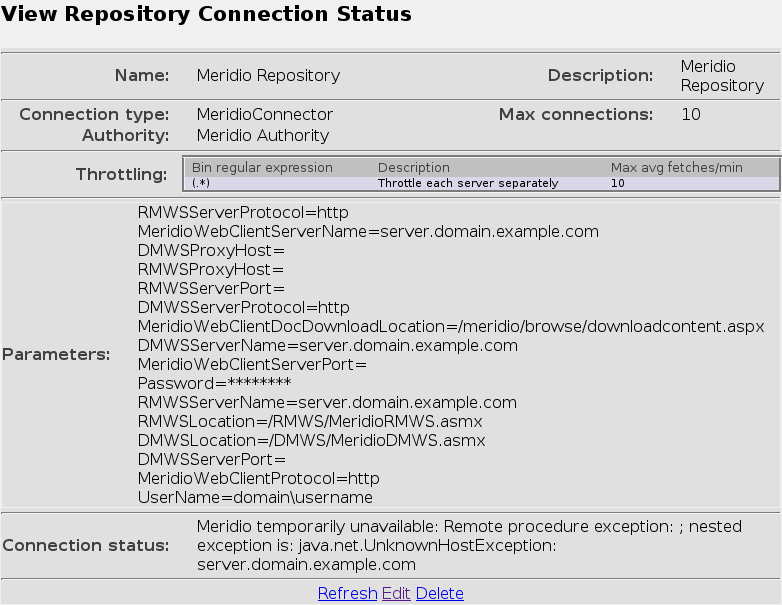 View Repository Connection Status
Name: Meridio Repository Description: Meridio Repository
Connection type: MeridioConnector Max connections: 10
Authority: Meridio Authority
Throttling: Bin regular expression Description Max avg fetches/min
(.*) Throttle each server separately 10
Parameters:
RMWSServerProtocol=http
MeridioWebClientServerName=server.domain.example.com
DMWSProxyHost=
RMWSProxyHost=
RMWSServerPort=
DMWSServerProtocol=http
MeridioWebClientDocDownloadLocation=/meridio/browse/downloadcontent.aspx
DMWSServerName=server.domain.example.com
MeridioWebClientServerPort=
Password=********
RMWSServerName=server.domain.example.com
RMWSLocation=/RMWS/MeridioRMWS.asmx
DMWSLocation=/DMWS/MeridioDMWS.asmx
DMWSServerPort=
MeridioWebClientProtocol=http
UserName=domain\username
Connection status:
Meridio temporarily unavailable: Remote procedure exception: ; nested
exception is: java.net.UnknownHostException:
server.domain.example.com
Refresh Edit Delete